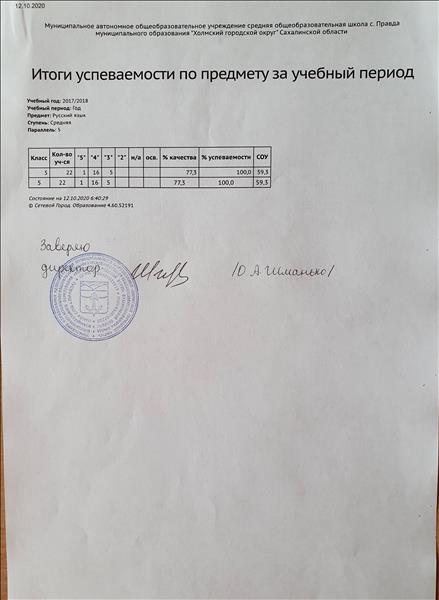 12.10.2020
Муниципальное автономное общеобразовательное учреждение средняя общеобразовательная школа с. Правда
муниципального образования "Холмский городской округ" Сахалинской области
Итоги успеваемости по предмету за учебный период
Учебный год: 2017/2018
Учебный период: Год
Предмет: Русский язык
Ступень: Средняя
Параллель: 5
Класс Кол-во уч-ся "5" "4" "3" "2" н/а осв. % качества % успеваемости СОУ
5 22 1 16 5 77,3 100,0 59,3
5 22 1 16 5 77,3 100,0 59,3
Состояние на 12.10.2020 6:40:29
© Сетевой Город. Образование 4.60.52191
Заверяю
директор /О.А. Шманько/